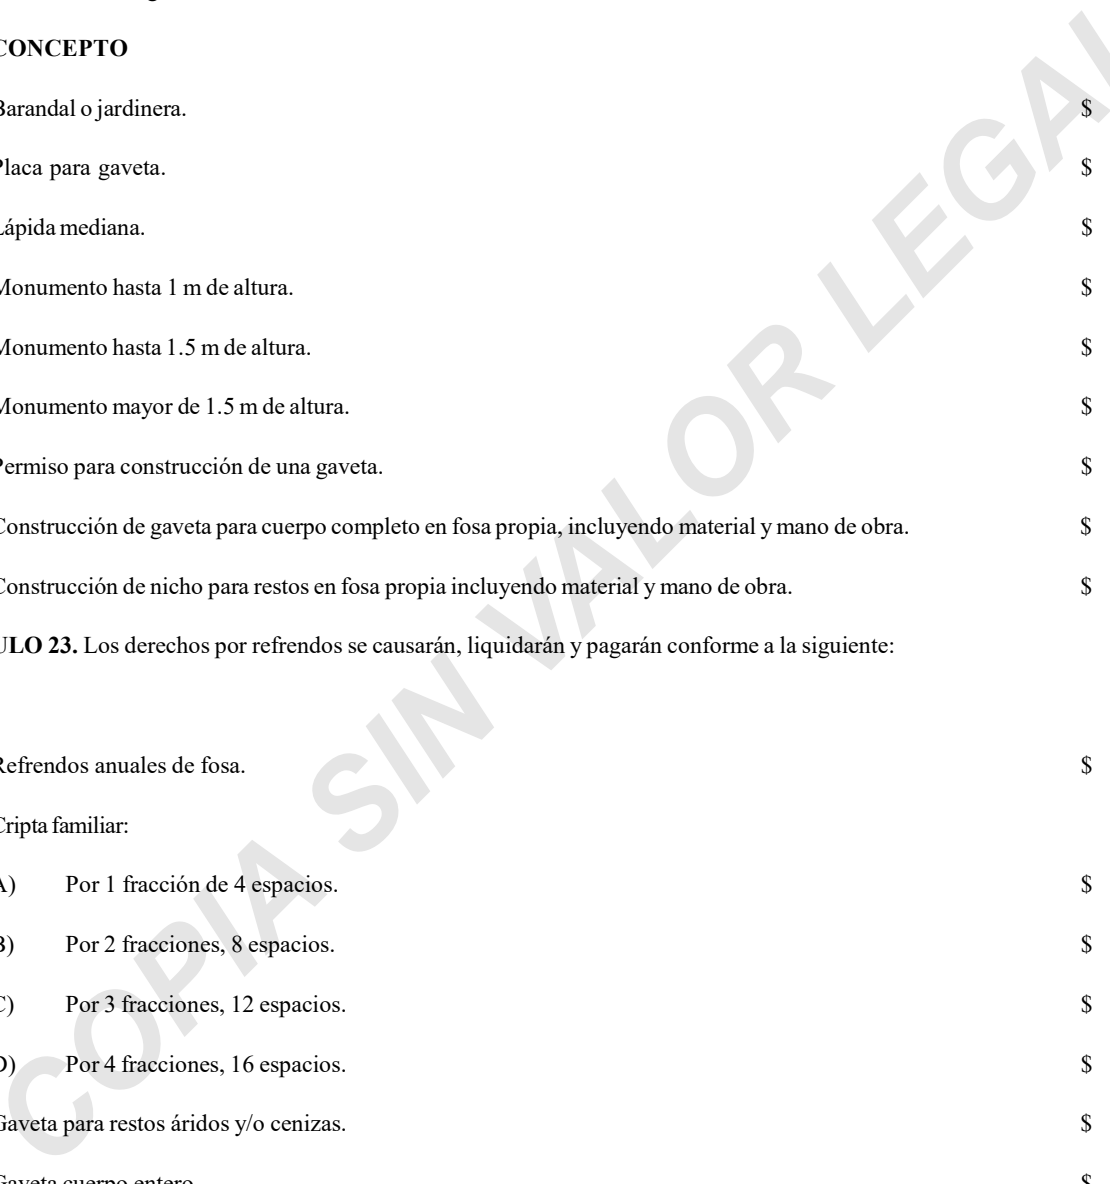 CONCEPTO
Barandal o jardinera. $
Placa para gaveta. $
Lápida mediana. $
Monumento hasta 1 m de altura. $
Monumento hasta 1.5 m de altura. $
Monumento mayor de 1.5 m de altura. $
Permiso para construcción de una gaveta. $
Construcción de gaveta para cuerpo completo en fosa propia, incluyendo material y mano de obra. $
Construcción de nicho para restos en fosa propia incluyendo material y mano de obra. $
ULO 23. Los derechos por refrendos se causarán, liquidarán y pagarán conforme a la siguiente:
Refrendos anuales de fosa. $
Cripta familiar:
A) Por 1 fracción de 4 espacios. $
B) Por 2 fracciones, 8 espacios. $
C) Por 3 fracciones, 12 espacios. $
D) Por 4 fracciones, 16 espacios. $
Gaveta para restos áridos y/o cenizas. $
Gaveta cuerpo entero $
COPIA SIN VALOR LEGAL